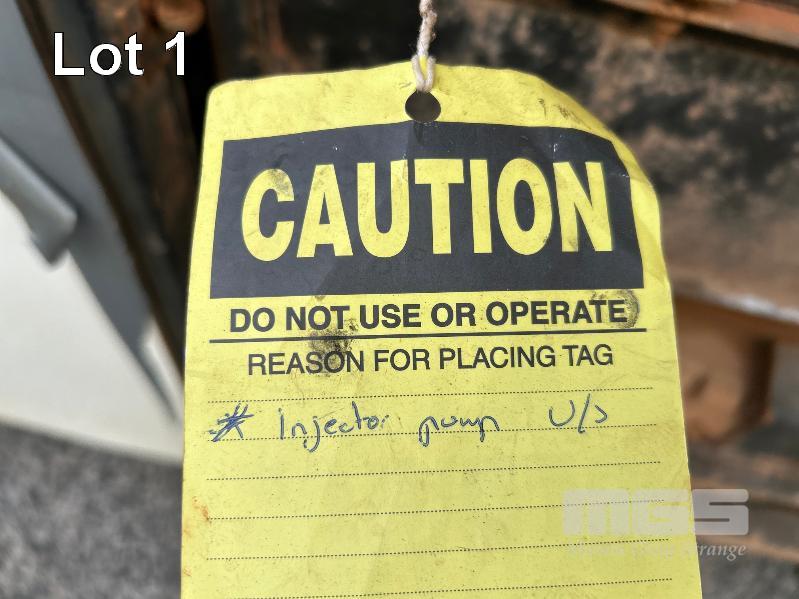 Lot 1
CAUTION
DO NOT USE OR OPERATE
REASON FOR PLACING TAG
* Injector pump U/S
MGS